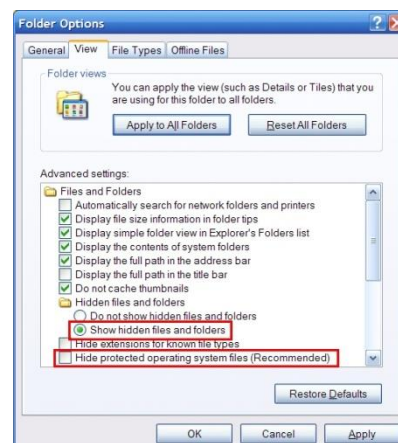 Folder Options
General View File Types Offline Files
Folder views
You can apply the view (such as Details or Tiles) that you
are using for this folder to all folders.
Apply to All Folders Reset All Folders
Advanced settings:
Files and Folders
Automatically search for network folders and printers
Display file size information in folder tips
Display simple folder view in Explorer's Folders list
Display the contents of system folders
Display the full path in the address bar
Display the full path in the title bar
Do not cache thumbnails
Hidden files and folders
Do not show hidden files and folders
Show hidden files and folders
Hide extensions for known file types
Hide protected operating system files (Recommended)
Restore Defaults
OK Cancel Apply